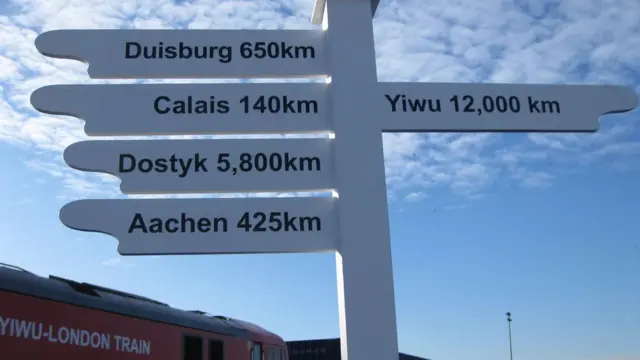 Duisburg 650km
Calais 140km
Yiwu 12,000 km
Dostyk 5,800km
Aachen 425km
YIWU-LONDON TRAIN